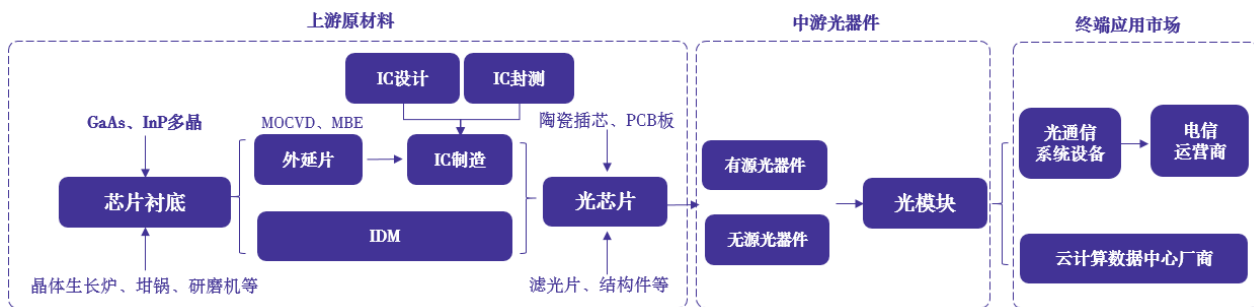 上游原材料
中游光器件
终端应用市场
IC设计
IC封测
GaAs、InP多晶
MOCVD、MBE
陶瓷插芯、PCB板
外延片
IC制造
有源光器件
光通信
系统设备
电信
运营商
芯片衬底
光芯片
光模块
IDM
无源光器件
云计算数据中心厂商
晶体生长炉、坩锅、研磨机等
滤光片、结构件等